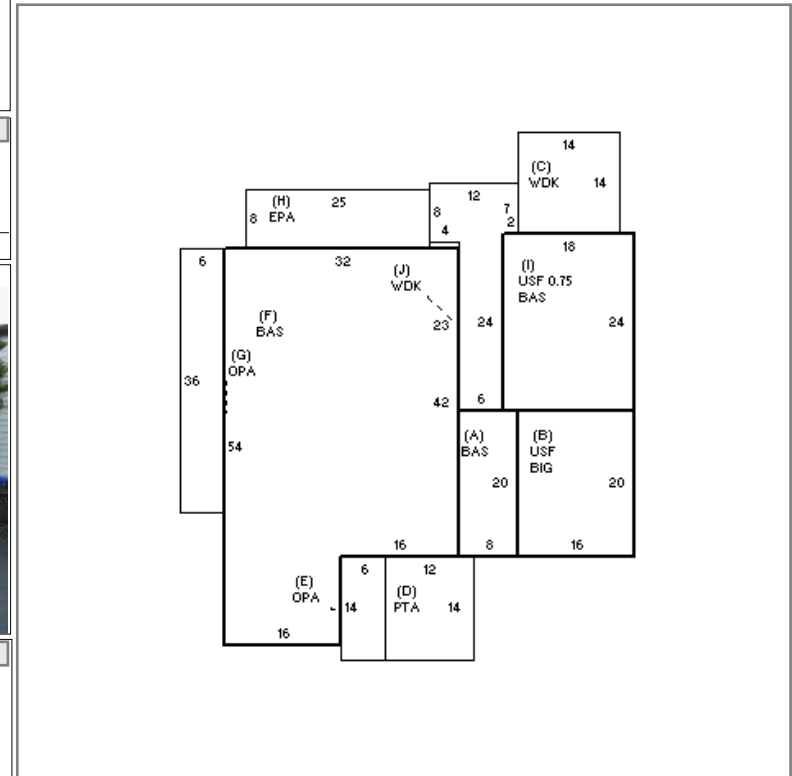 14
(C)
WDK 14
(H) 25
8 EPA
12
8 7
4 2
6 32 18
(J)
WDK
(I)
USF 0.75
BAS
(F)
BAS
23 24 24
(G)
OPA
36
42 6
54
(A)
BAS
(B)
USF
BIG
20 20
16 8 16
6 12
(E)
OPA
14
(D)
PTA 14
16